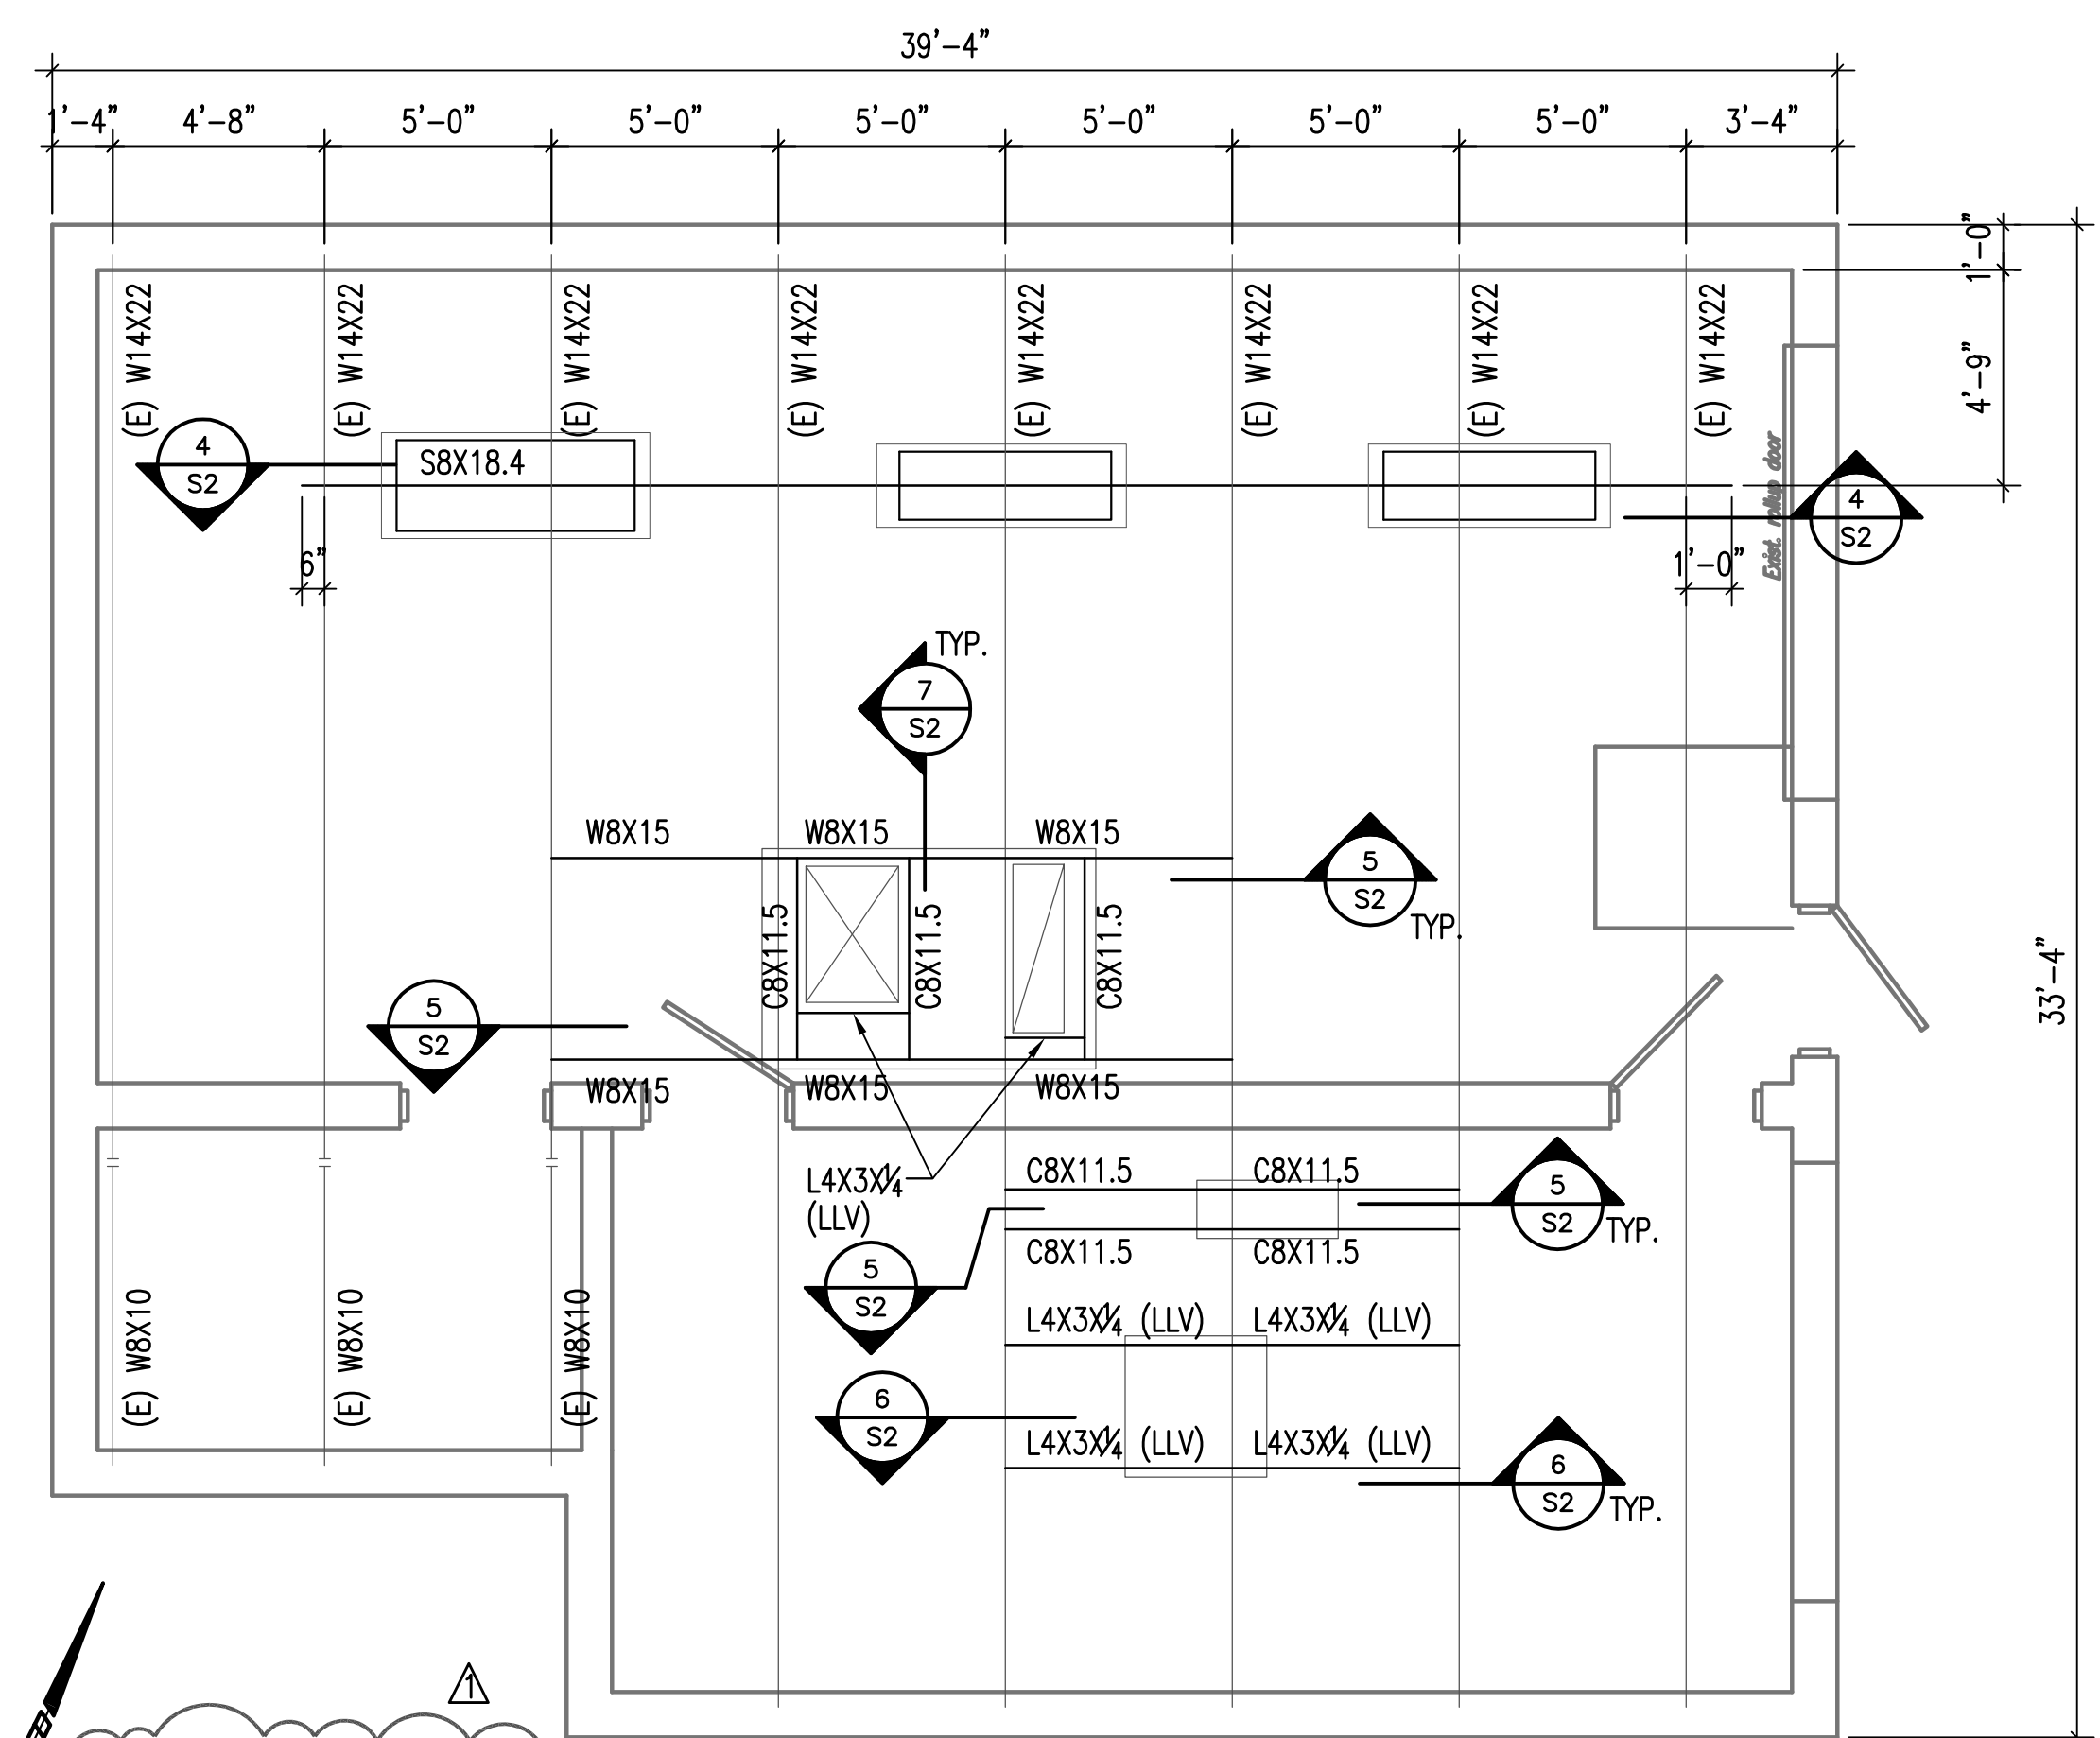 39'-4"
1'-4" 4'-8" 5'-0" 5'-0" 5'-0" 5'-0" 5'-0" 5'-0" 3'-4"
1'-0"
(E) W14X22
(E) W14X22
(E) W14X22
(E) W14X22
(E) W14X22
(E) W14X22
(E) W14X22
(E) W14X22
4'-9"
4
S2
S8X18.4
Exist. rollup door
4
S2
6"
1'-0"
TYP.
7
S2
W8X15 W8X15 W8X15
5
S2
TYP.
C8X11.5
C8X11.5
C8X11.5
33'-4"
5
S2
W8X15 W8X15 W8X15
L4X3X1/4
(LLV)
C8X11.5 C8X11.5
5
S2
TYP.
C8X11.5 C8X11.5
5
S2
L4X3X1/4 (LLV) L4X3X1/4 (LLV)
(E) W8X10
(E) W8X10
(E) W8X10
6
S2
L4X3X1/4 (LLV) L4X3X1/4 (LLV)
6
S2
TYP.
1